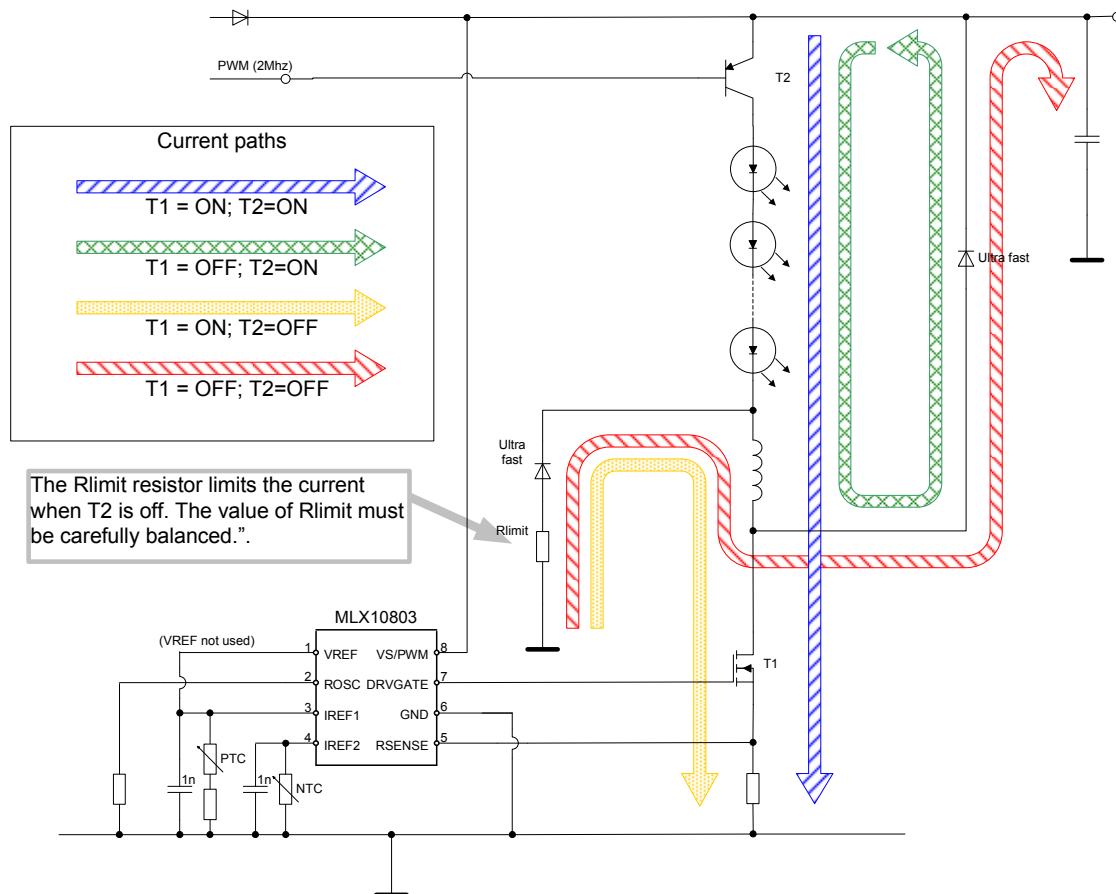 PWM (2Mhz)
T2
Current paths
T1 = ON; T2=ON
T1 = OFF; T2=ON
T1 = ON; T2=OFF
T1 = OFF; T2=OFF
Ultra fast
Ultra
fast
The Rlimit resistor limits the current
when T2 is off. The value of Rlimit must
be carefully balanced.”.
Rlimit
MLX10803
(VREF not used)
1 VREF VS/PWM 8
T1
2 ROSC DRVGATE 7
3 IREF1 GND 6
4 IREF2 RSENSE 5
PTC
1n
1n
NTC